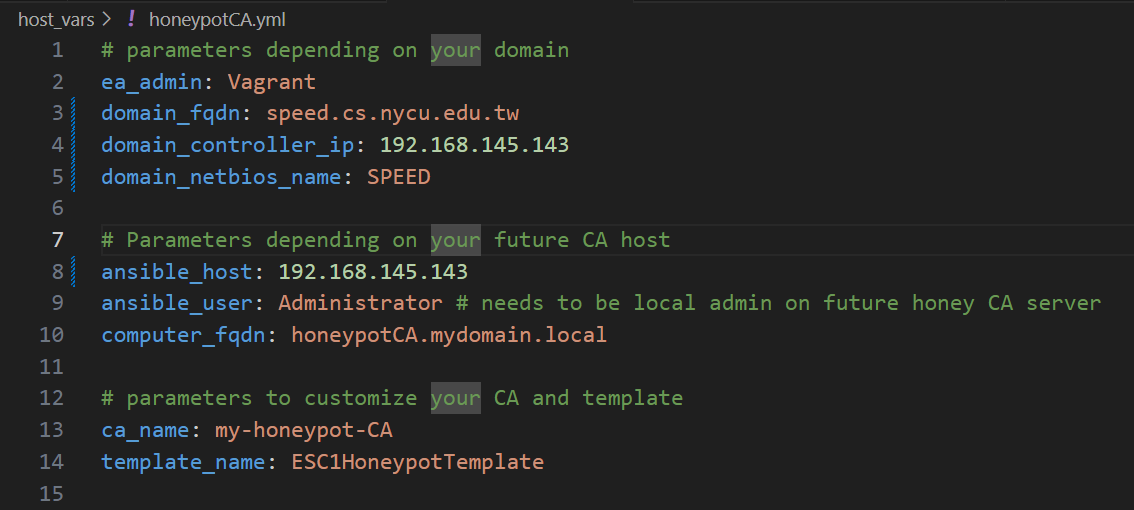 host_vars > ! honeypotCA.yml
1 # parameters depending on your domain
2 ea_admin: Vagrant
3 domain_fqdn: speed.cs.nycu.edu.tw
4 domain_controller_ip: 192.168.145.143
5 domain_netbios_name: SPEED
6
7 # Parameters depending on your future CA host
8 ansible_host: 192.168.145.143
9 ansible_user: Administrator # needs to be local admin on future honey CA server
10 computer_fqdn: honeypotCA.mydomain.local
11
12 # parameters to customize your CA and template
13 ca_name: my-honeypot-CA
14 template_name: ESC1HoneypotTemplate
15